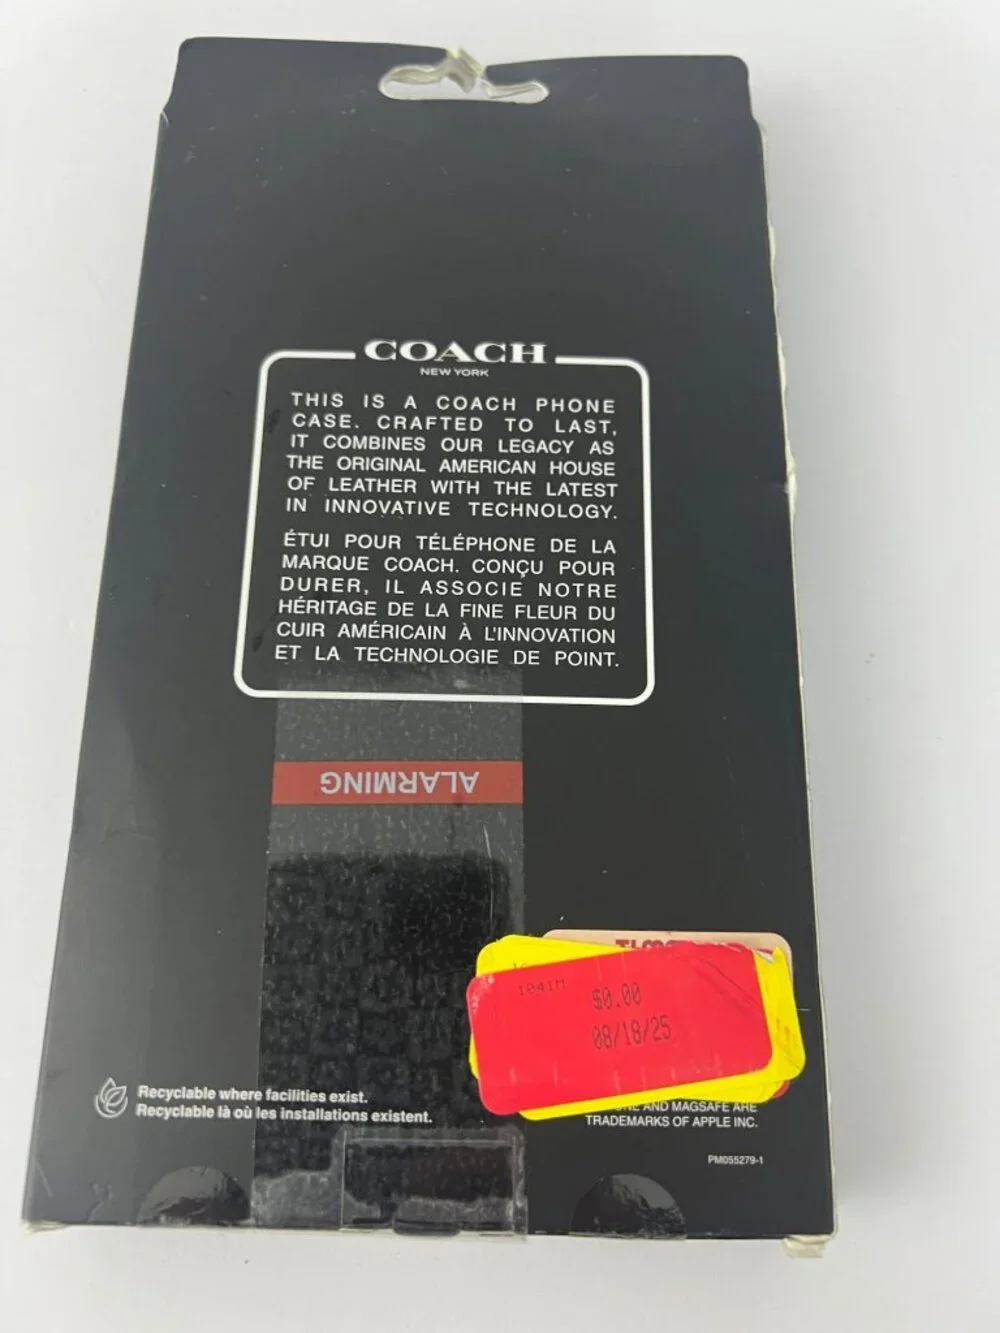 COACH
NEW YORK
THIS IS A COACH PHONE
CASE. CRAFTED TO LAST,
IT COMBINES OUR LEGACY AS
THE ORIGINAL AMERICAN HOUSE
OF LEATHER WITH THE LATEST
IN INNOVATIVE TECHNOLOGY.
ÉTUI POUR TÉLÉPHONE DE LA
MARQUE COACH. CONÇU POUR
DURER, IL ASSOCIE NOTRE
HÉRITAGE DE LA FINE FLEUR DU
CUIR AMÉRICAIN À L'INNOVATION
ET LA TECHNOLOGIE DE POINT.
ALARMING
1041M
$0.00
08/18/25
Recyclable where facilities exist.
Recyclable là où les installations existent.
AND MAGSAFE ARE
TRADEMARKS OF APPLE INC.
PM055279-1